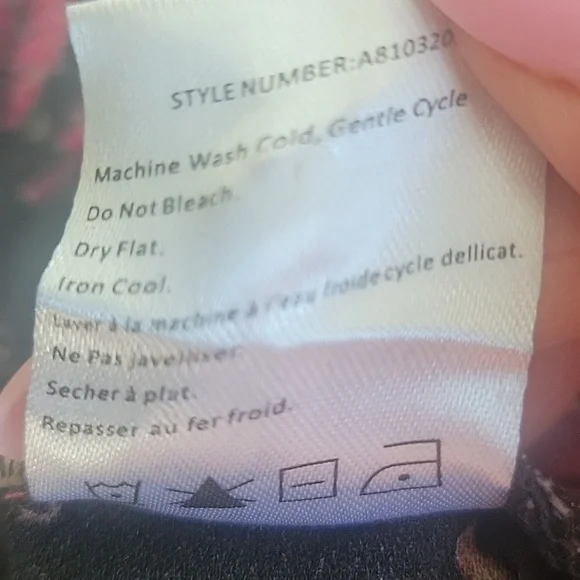 STYLE NUMBER:A810320
Machine Wash Cold, Gentle Cycle
Do Not Bleach.
Dry Flat.
Iron Cool.
Laver à la machine à l'eau froide cycle dellicat.
Ne Pas javelliser
Secher à plat.
Repasser au fer froid.